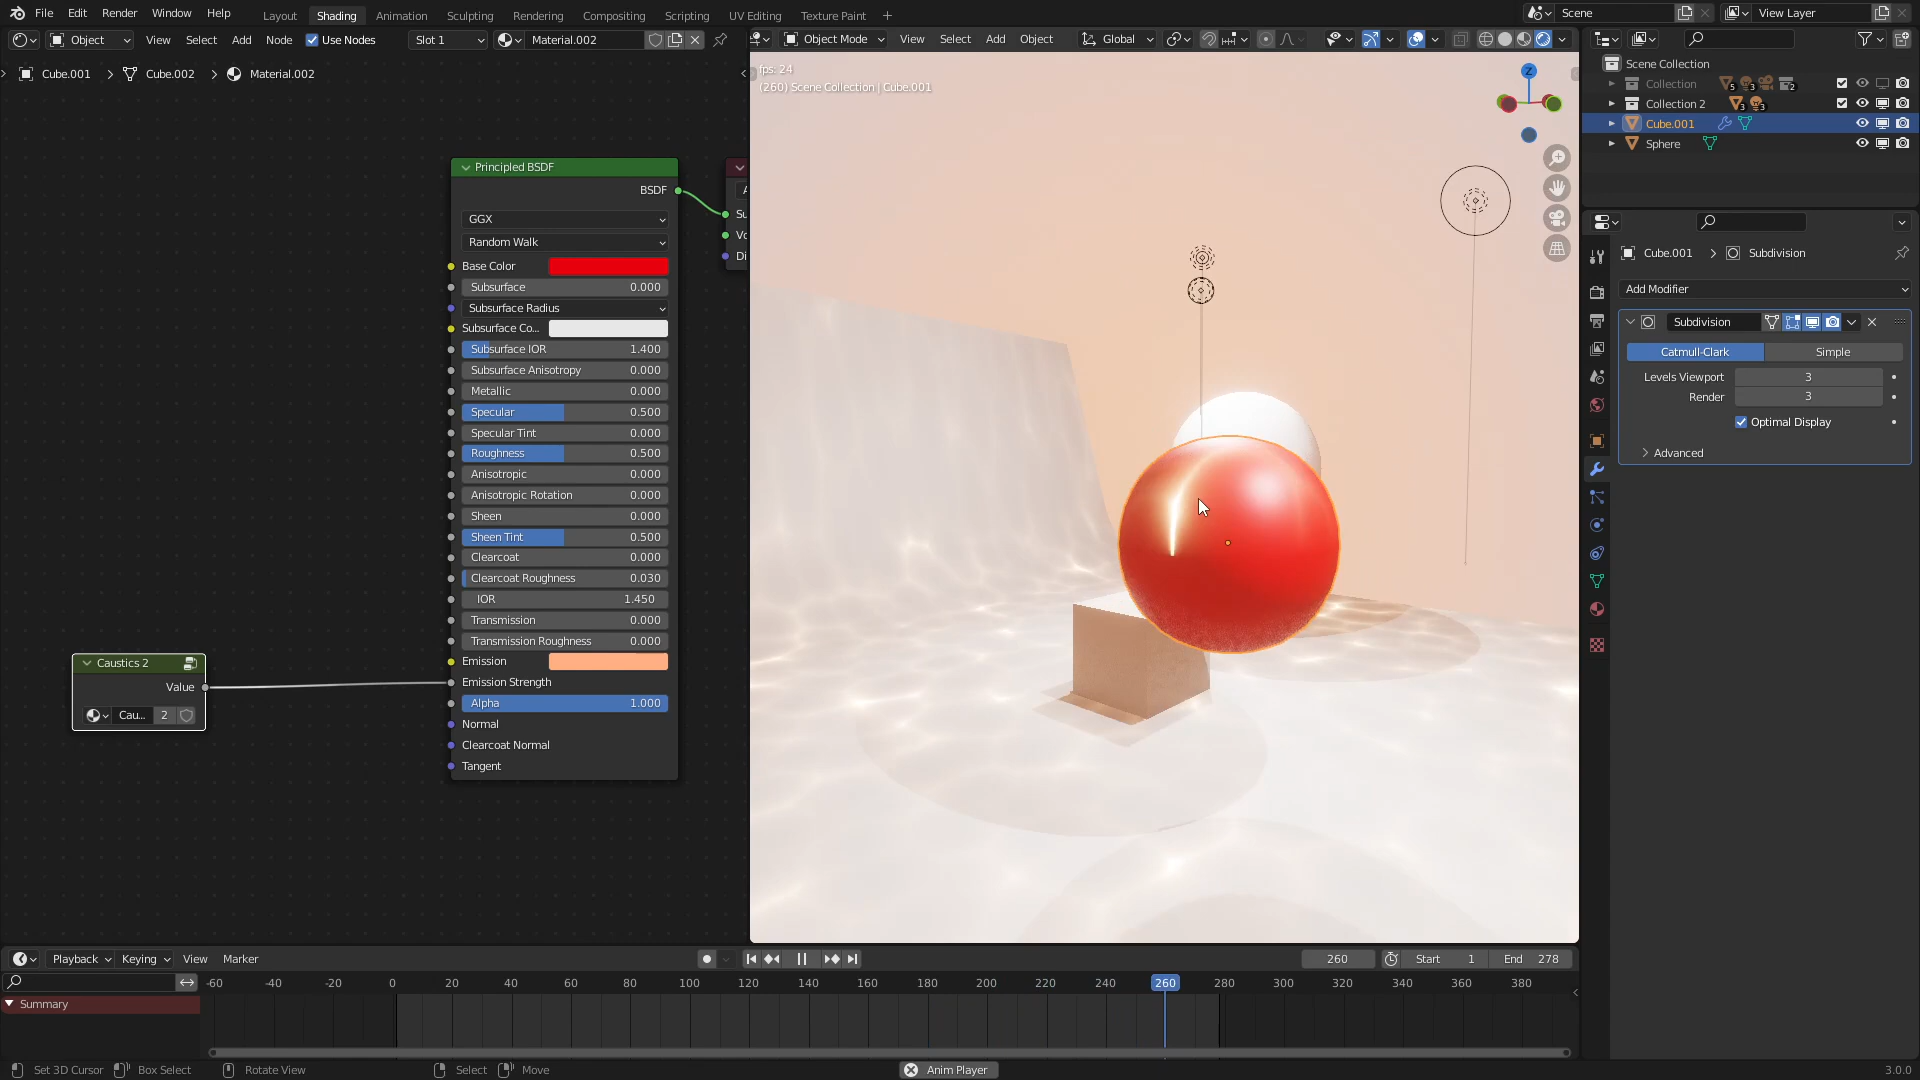 File Edit Render Window Help Layout Shading Animation Sculpting Rendering Compositing Scripting UV Editing Texture Paint + Scene View Layer
Object View Select Add Node Use Nodes Slot 1 Material.002 Object Mode View Select Add Object Global
Cube.001 > Cube.002 > Material.002
fps: 24
(260) Scene Collection | Cube.001
Z
Scene Collection
Collection 5 3 2
Collection 2 3 3
Cube.001
Sphere
Principled BSDF
BSDF
GGX
Random Walk
Base Color
Subsurface 0.000
Subsurface Radius
Subsurface Co...
Subsurface IOR 1.400
Subsurface Anisotropy 0.000
Metallic 0.000
Specular 0.500
Specular Tint 0.000
Roughness 0.500
Anisotropic 0.000
Anisotropic Rotation 0.000
Sheen 0.000
Sheen Tint 0.500
Clearcoat 0.000
Clearcoat Roughness 0.030
IOR 1.450
Transmission 0.000
Transmission Roughness 0.000
Emission
Emission Strength
Alpha 1.000
Normal
Clearcoat Normal
Tangent
Su
Vo
Di
Caustics 2
Value
Cau... 2
Cube.001 > Subdivision
Add Modifier
Subdivision
Catmull-Clark Simple
Levels Viewport 3
Render 3
Optimal Display
Advanced
Playback Keying View Marker 260 Start 1 End 278
-60 -40 -20 0 20 40 60 80 100 120 140 160 180 200 220 240 260 280 300 320 340 360 380
Summary
Set 3D Cursor Box Select Rotate View Select Move Anim Player 3.0.0